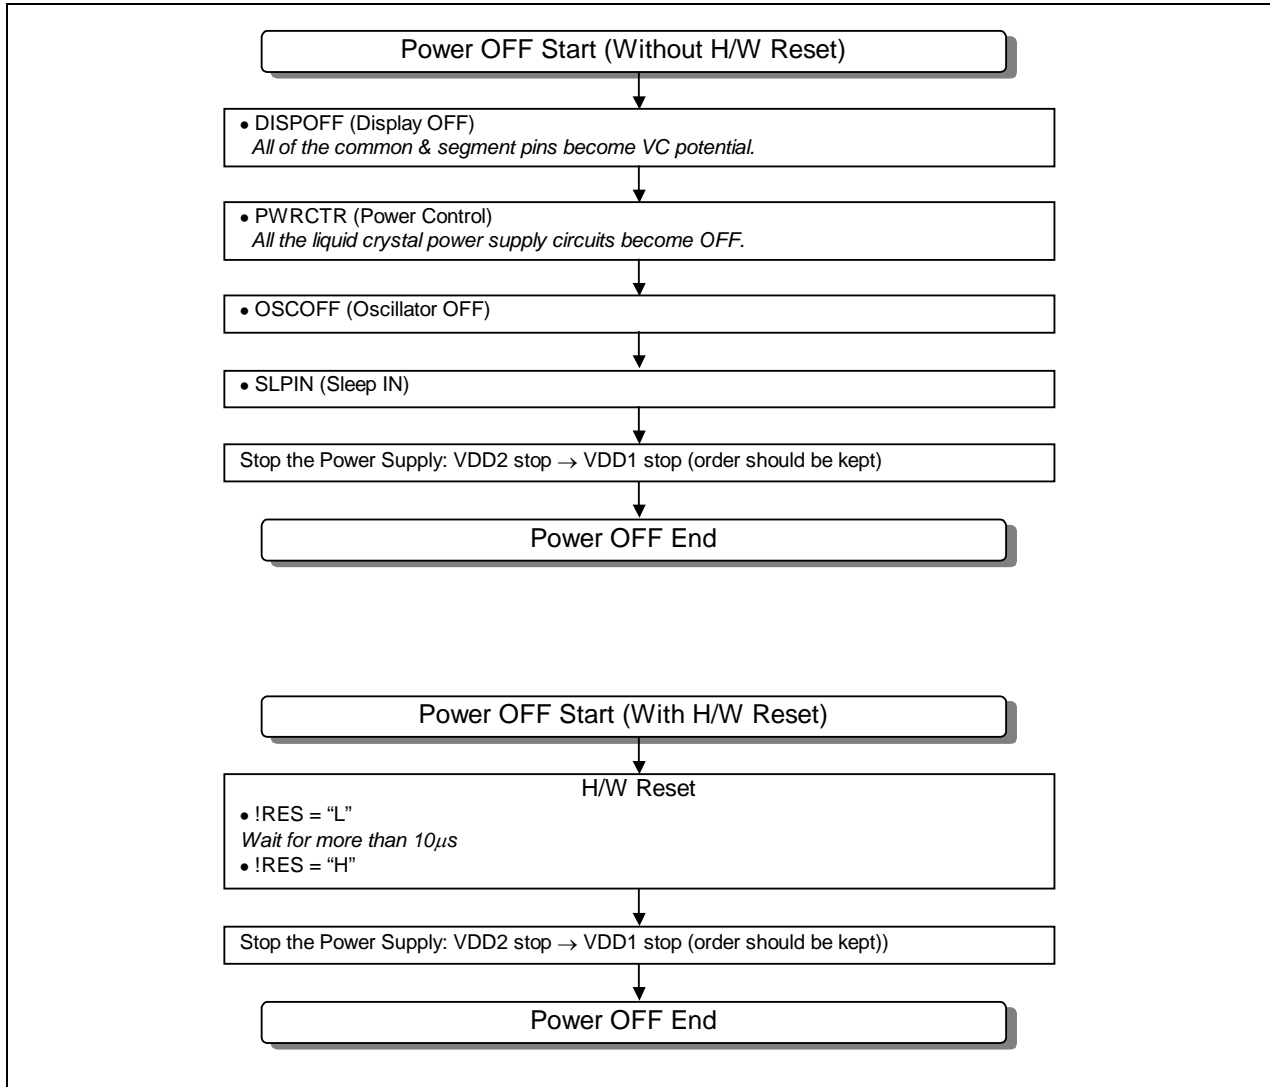 Power OFF Start (Without H/W Reset)
• DISPOFF (Display OFF)
All of the common & segment pins become VC potential.
• PWRCTR (Power Control)
All the liquid crystal power supply circuits become OFF.
• OSCOFF (Oscillator OFF)
• SLPIN (Sleep IN)
Stop the Power Supply: VDD2 stop → VDD1 stop (order should be kept)
Power OFF End
Power OFF Start (With H/W Reset)
H/W Reset
• !RES = “L”
Wait for more than 10μs
• !RES = “H”
Stop the Power Supply: VDD2 stop → VDD1 stop (order should be kept))
Power OFF End